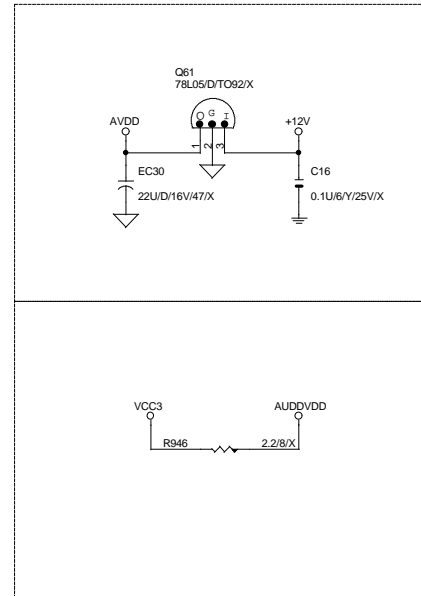 Q61
78L05/D/TO92/X
O G I
AVDD
+12V
1 2 3
EC30
22U/D/16V/47/X
C16
0.1U/6/Y/25V/X
VCC3
AUDDVDD
R946
2.2/8/X